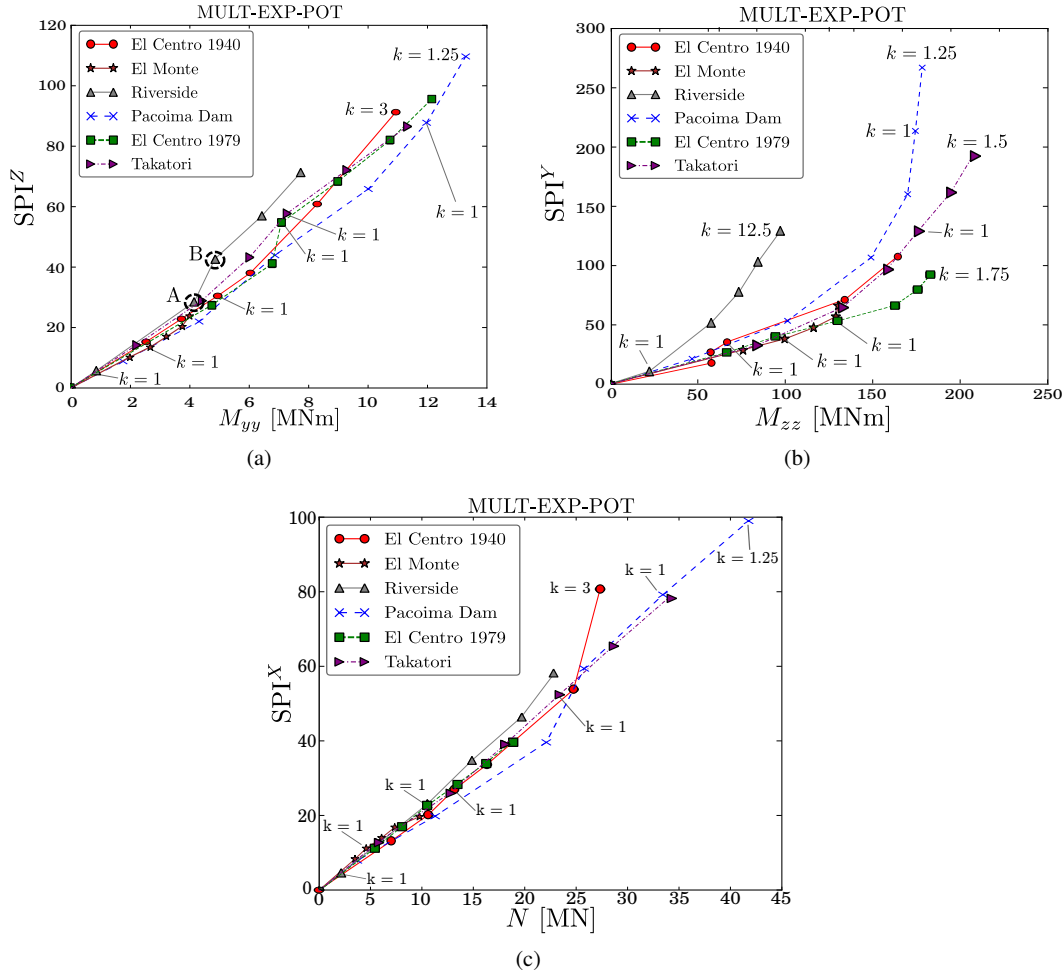 MULT-EXP-POT
El Centro 1940
El Monte
Riverside
Pacoima Dam
El Centro 1979
Takatori
k = 1.25
k = 3
k = 1
k = 1
k = 1
B
A
k = 1
k = 1
k = 1
SPI^Z
0
20
40
60
80
100
120
0
2
4
6
8
10
12
14
M_{yy} [MNm]
(a)
MULT-EXP-POT
El Centro 1940
El Monte
Riverside
Pacoima Dam
El Centro 1979
Takatori
k = 1.25
k = 1
k = 1.5
k = 12.5
k = 1
k = 1.75
k = 1
k = 1
k = 1
k = 1
SPI^Y
0
50
100
150
200
250
300
0
50
100
150
200
250
M_{zz} [MNm]
(b)
MULT-EXP-POT
El Centro 1940
El Monte
Riverside
Pacoima Dam
El Centro 1979
Takatori
k = 1
k = 1.25
k = 3
k = 1
k = 1
k = 1
k = 1
k = 1
SPI^X
0
20
40
60
80
100
0
5
10
15
20
25
30
35
40
45
N [MN]
(c)